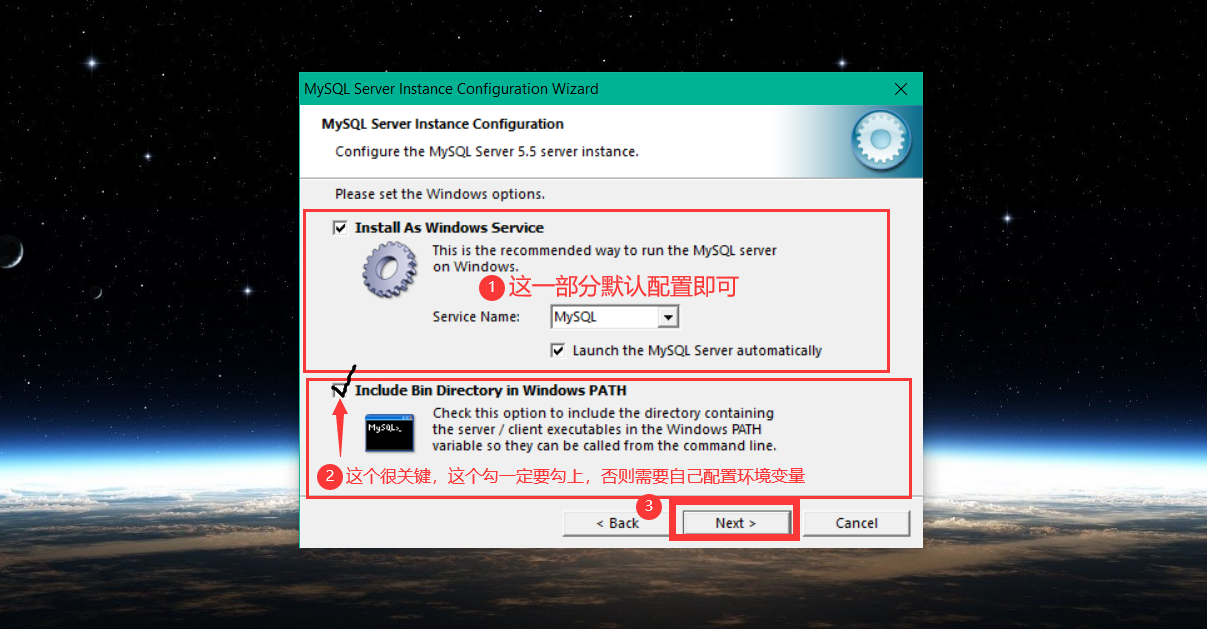 MySQL Server Instance Configuration Wizard
MySQL Server Instance Configuration
Configure the MySQL Server 5.5 server instance.
Please set the Windows options.
Install As Windows Service
This is the recommended way to run the MySQL server
on Windows.
1 这一部分默认配置即可
Service Name: MySQL
Launch the MySQL Server automatically
Include Bin Directory in Windows PATH
Check this option to include the directory containing
the server / client executables in the Windows PATH
variable so they can be called from the command line.
MySQL>_
2 这个很关键，这个勾一定要勾上，否则需要自己配置环境变量
3
< Back Next > Cancel